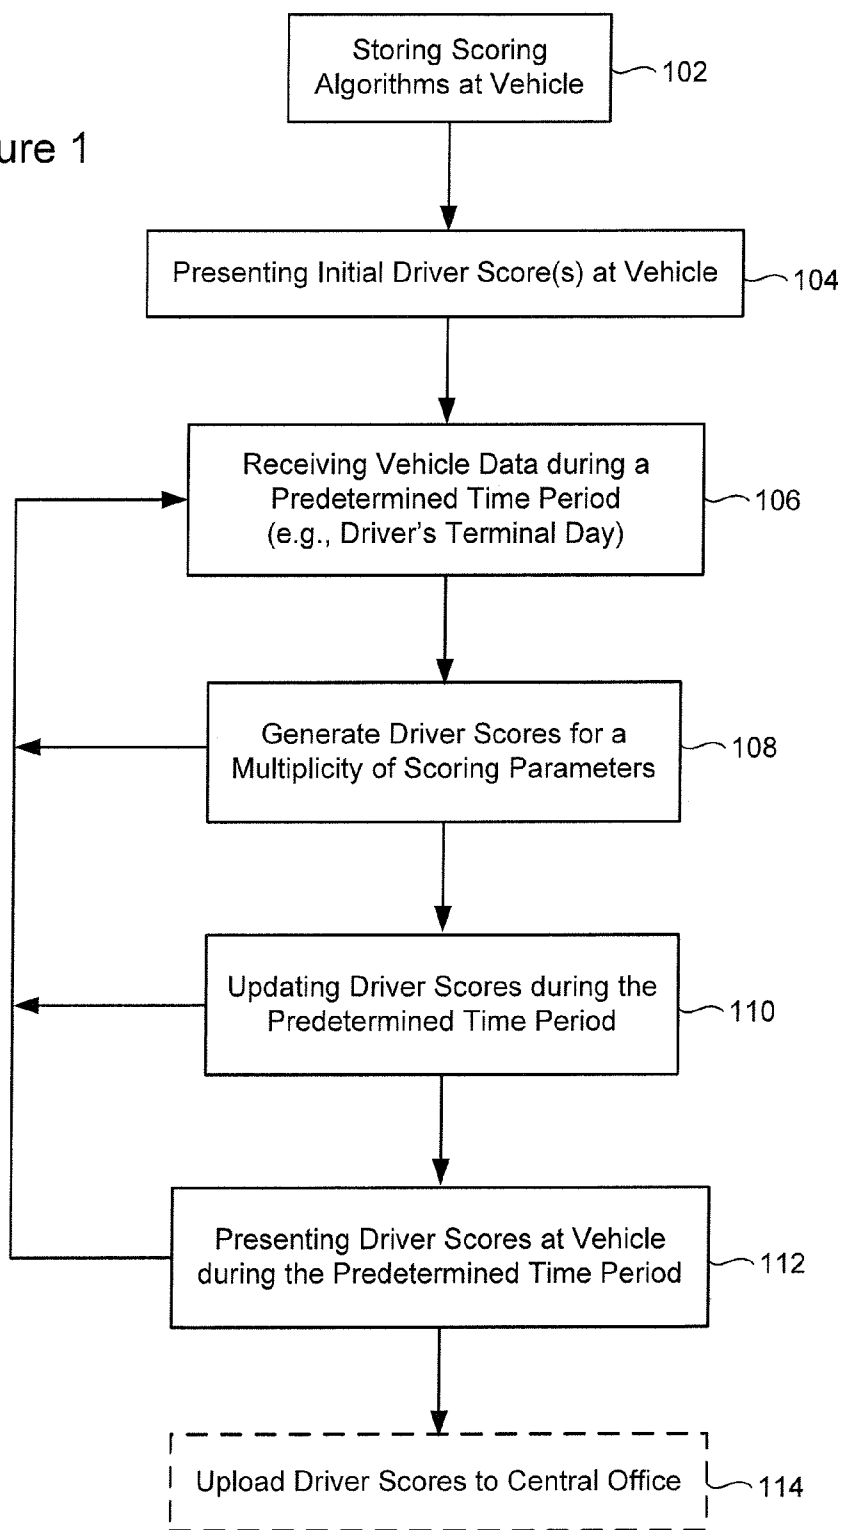 Storing Scoring
Algorithms at Vehicle
102
ure 1
Presenting Initial Driver Score(s) at Vehicle
104
Receiving Vehicle Data during a
Predetermined Time Period
(e.g., Driver's Terminal Day)
106
Generate Driver Scores for a
Multiplicity of Scoring Parameters
108
Updating Driver Scores during the
Predetermined Time Period
110
Presenting Driver Scores at Vehicle
during the Predetermined Time Period
112
Upload Driver Scores to Central Office
114